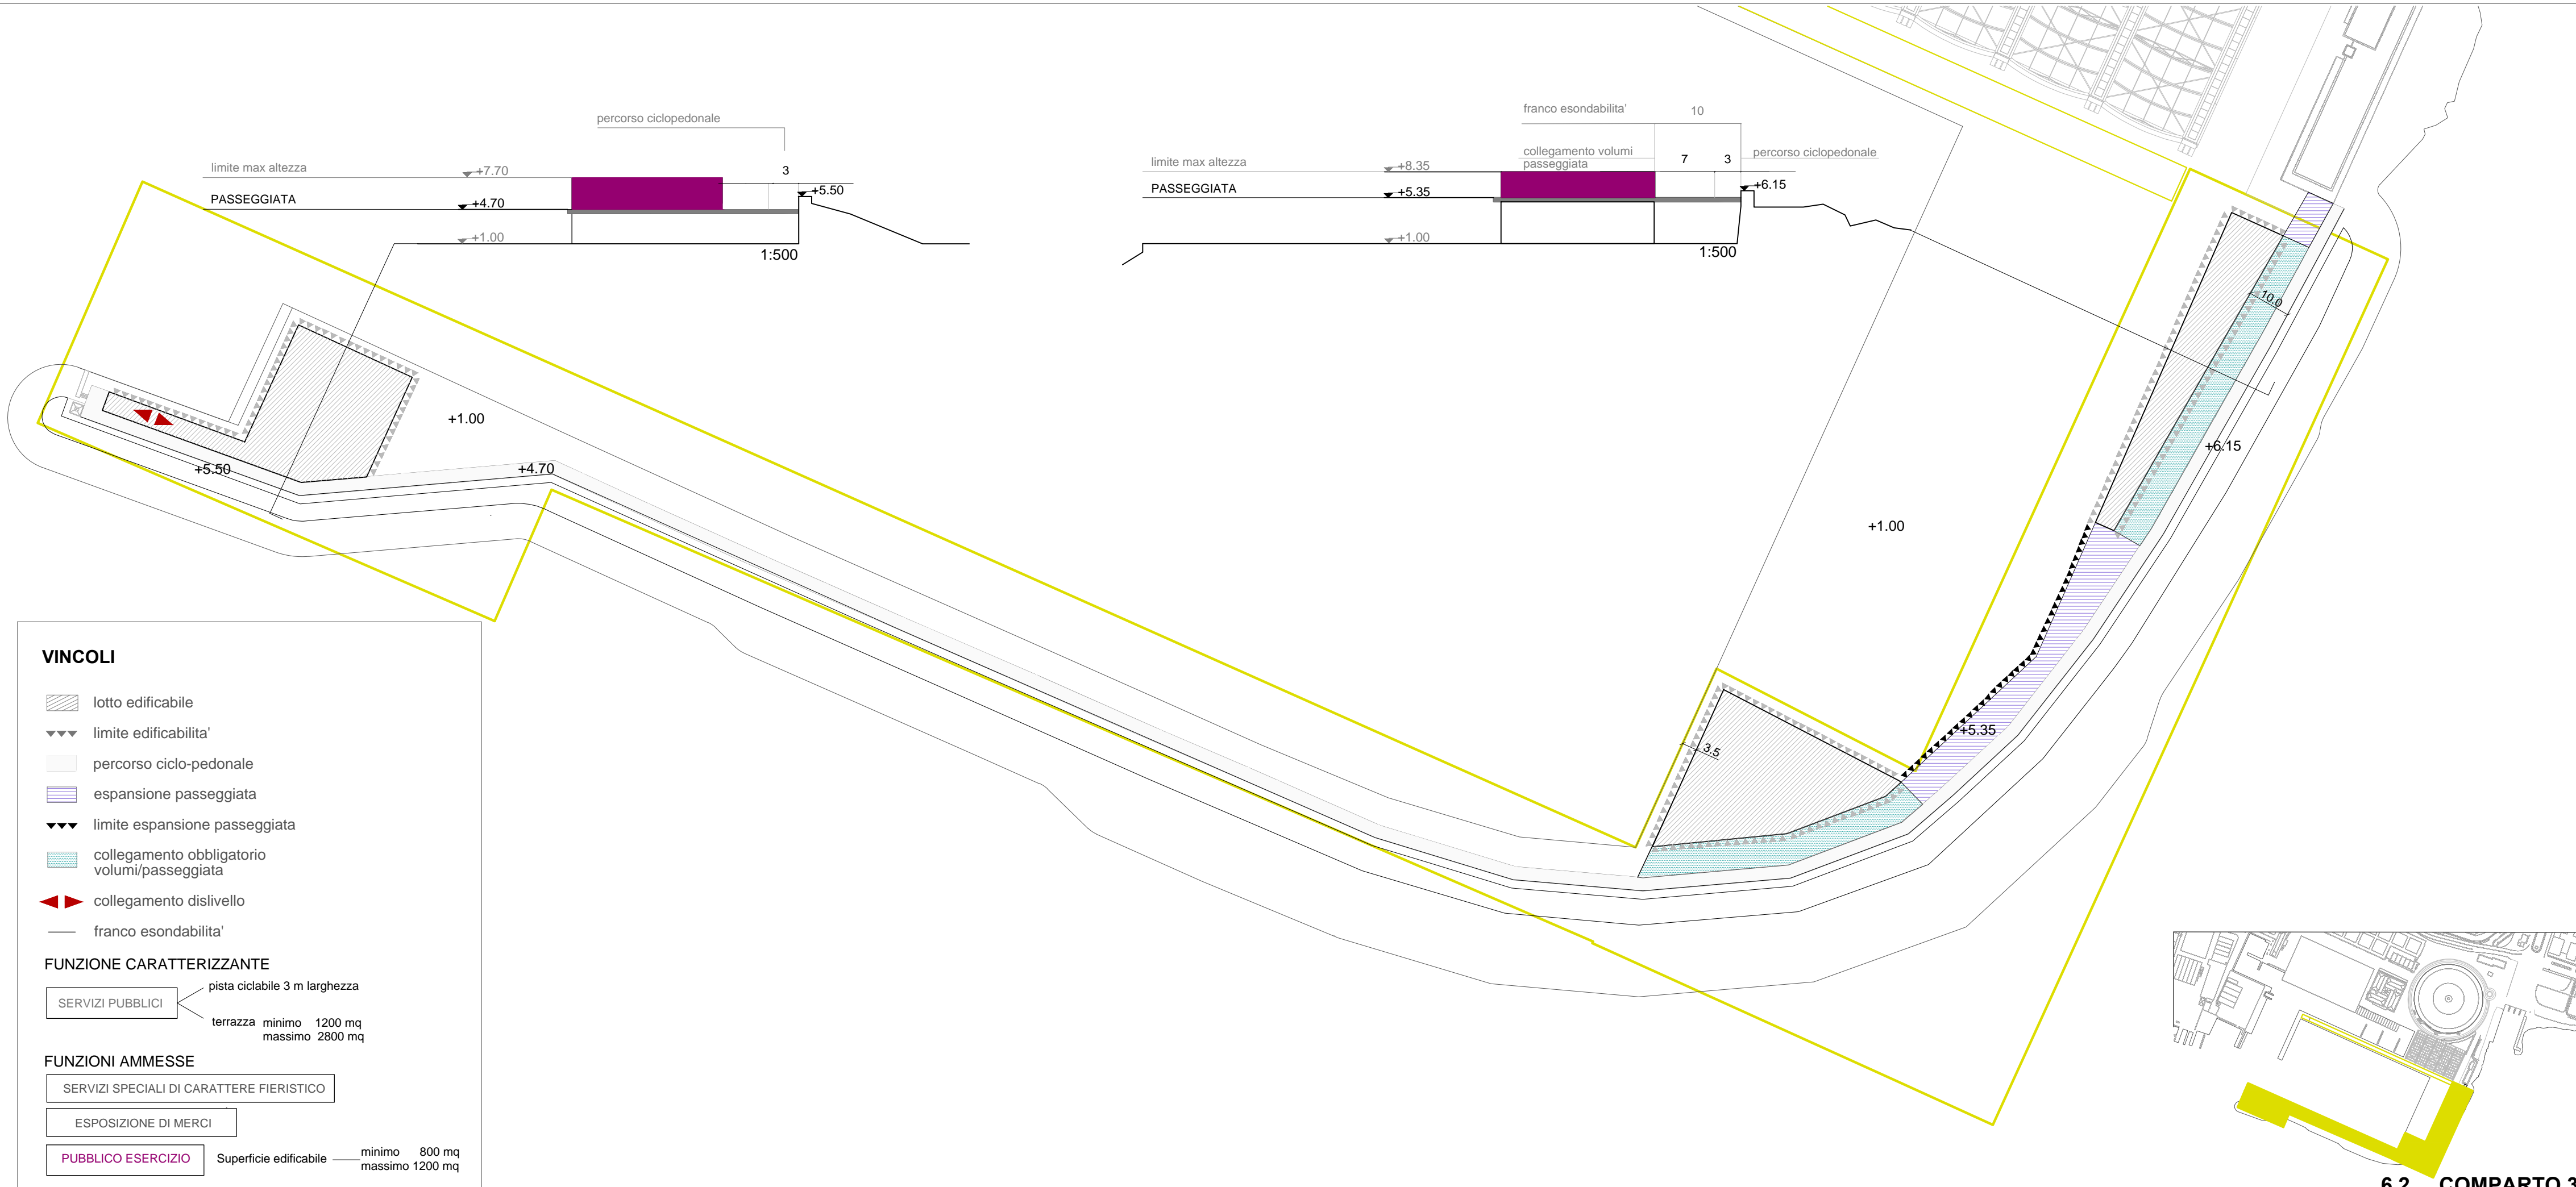 percorso ciclopedonale
limite max altezza
+7.70
3
+5.50
PASSEGGIATA
+4.70
+1.00
1:500
franco esondabilita'
10
collegamento volumi
passeggiata
7
3
percorso ciclopedonale
limite max altezza
+8.35
PASSEGGIATA
+5.35
+6.15
+1.00
1:500
10.0
+1.00
+5.50
+4.70
+6.15
+1.00
+5.35
3.5
VINCOLI
lotto edificabile
limite edificabilita'
percorso ciclo-pedonale
espansione passeggiata
limite espansione passeggiata
collegamento obbligatorio
volumi/passeggiata
collegamento dislivello
franco esondabilita'
FUNZIONE CARATTERIZZANTE
SERVIZI PUBBLICI
pista ciclabile 3 m larghezza
terrazza minimo 1200 mq
massimo 2800 mq
FUNZIONI AMMESSE
SERVIZI SPECIALI DI CARATTERE FIERISTICO
ESPOSIZIONE DI MERCI
PUBBLICO ESERCIZIO
Superficie edificabile minimo 800 mq
massimo 1200 mq
6.2 COMPARTO